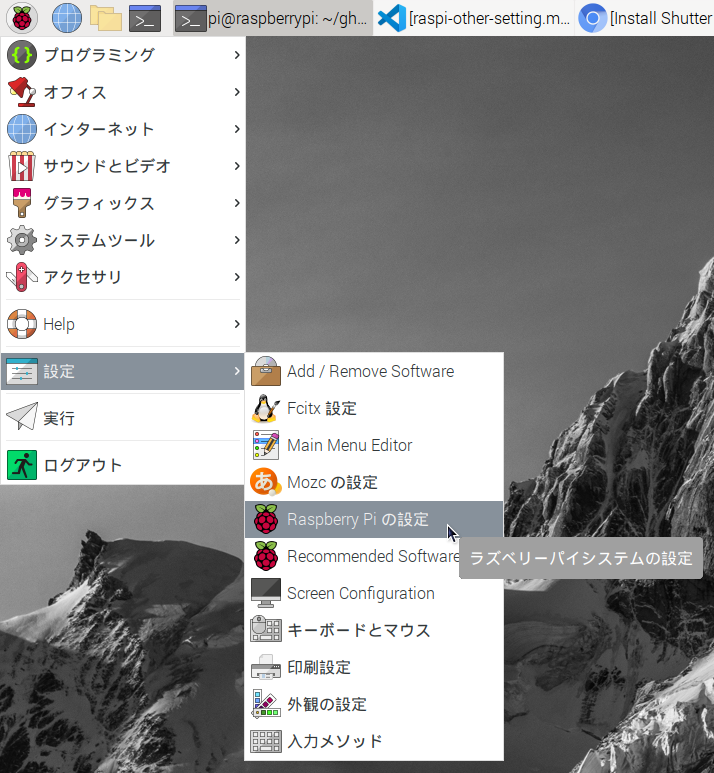 pi@raspberrypi: ~/gh...
[raspi-other-setting.m...
[Install Shutter
プログラミング
オフィス
インターネット
サウンドとビデオ
グラフィックス
システムツール
アクセサリ
Help
設定
実行
ログアウト
Add / Remove Software
Fcitx 設定
Main Menu Editor
Mozc の設定
Raspberry Pi の設定
Recommended Software
Screen Configuration
キーボードとマウス
印刷設定
外観の設定
入力メソッド
ラズベリーパイシステムの設定